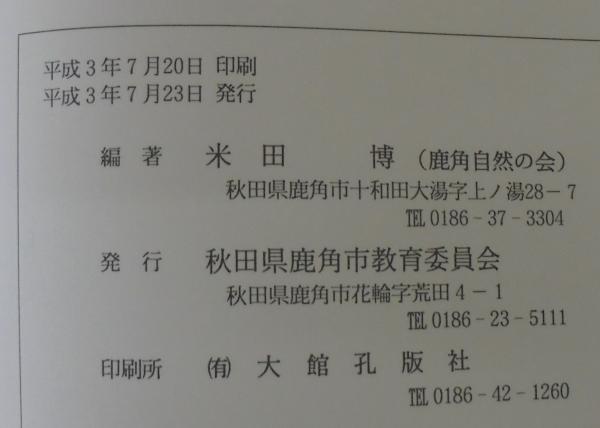 平成3年7月20日 印刷
平成3年7月23日 発行
編 著 米 田 博 (鹿角自然の会)
秋田県鹿角市十和田大湯字上ノ湯28－7
℡ 0186－37－3304
発 行 秋田県鹿角市教育委員会
秋田県鹿角市花輪字荒田4－1
℡ 0186－23－5111
印刷所 ㈲ 大 館 孔 版 社
℡ 0186－42－1260